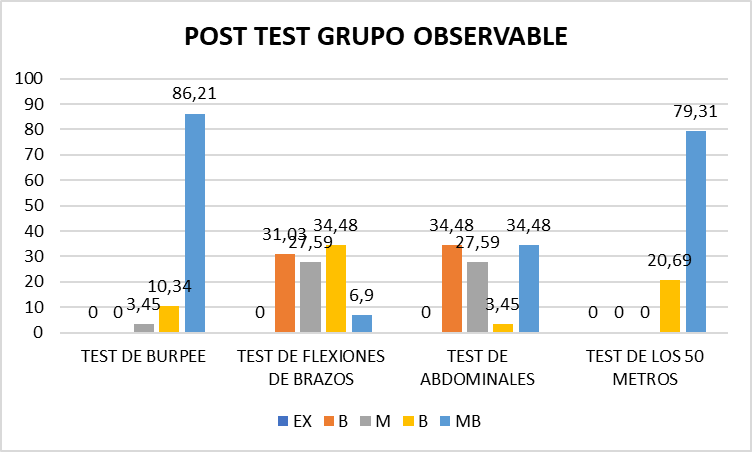 POST TEST GRUPO OBSERVABLE
100
90
80
70
60
50
40
30
20
10
0
0 0 3,45 10,34 86,21
0 31,03 27,59 34,48 6,9
0 34,48 27,59 3,45 34,48
0 0 0 20,69 79,31
TEST DE BURPEE
TEST DE FLEXIONES
DE BRAZOS
TEST DE
ABDOMINALES
TEST DE LOS 50
METROS
EX B M B MB